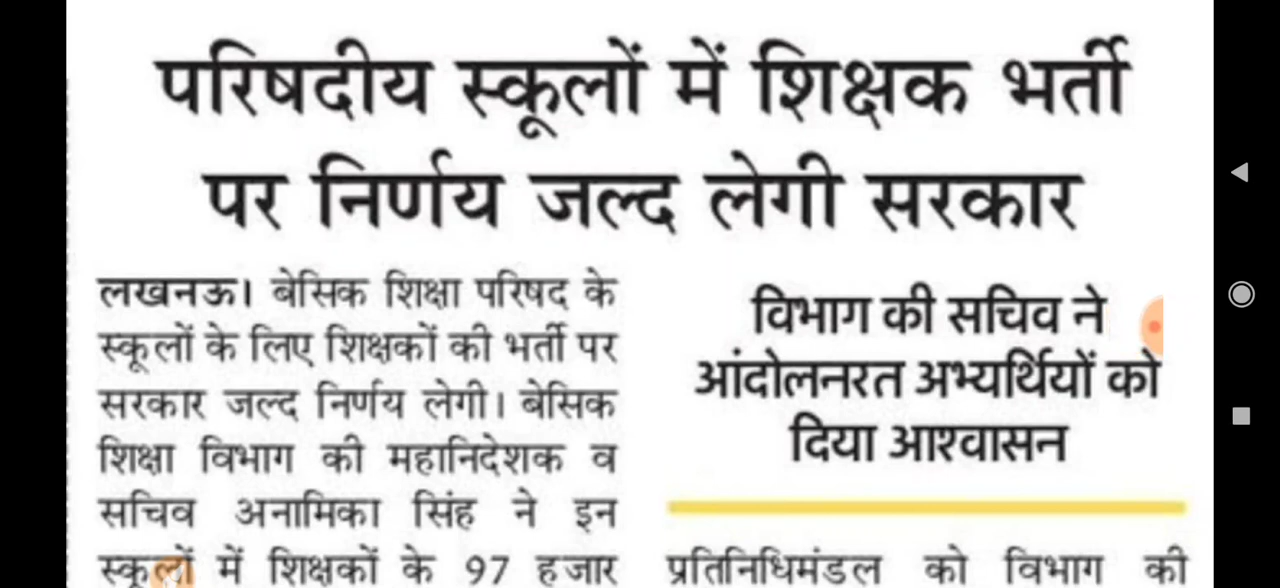 परिषदीय स्कूलों में शिक्षक भर्ती
पर निर्णय जल्द लेगी सरकार
लखनऊ। बेसिक शिक्षा परिषद के
स्कूलों के लिए शिक्षकों की भर्ती पर
सरकार जल्द निर्णय लेगी। बेसिक
शिक्षा विभाग की महानिदेशक व
सचिव अनामिका सिंह ने इन
स्कूलों में शिक्षकों के 97 हजार
विभाग की सचिव ने
आंदोलनरत अभ्यर्थियों को
दिया आश्वासन
प्रतिनिधिमंडल को विभाग की